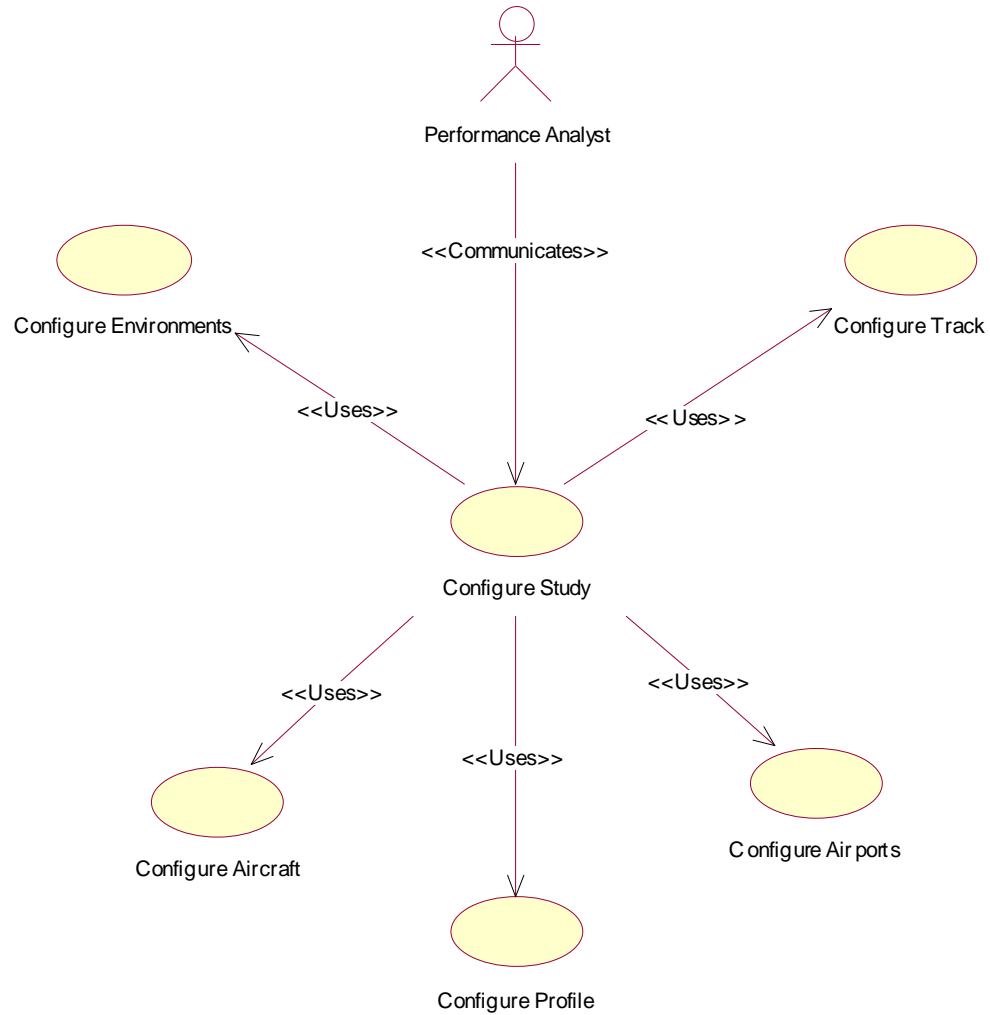 Performance Analyst
<<Communicates>>
Configure Environments
Configure Track
<<Uses>>
<<Uses>>
Configure Study
<<Uses>>
<<Uses>>
<<Uses>>
Configure Aircraft
Configure Airports
Configure Profile